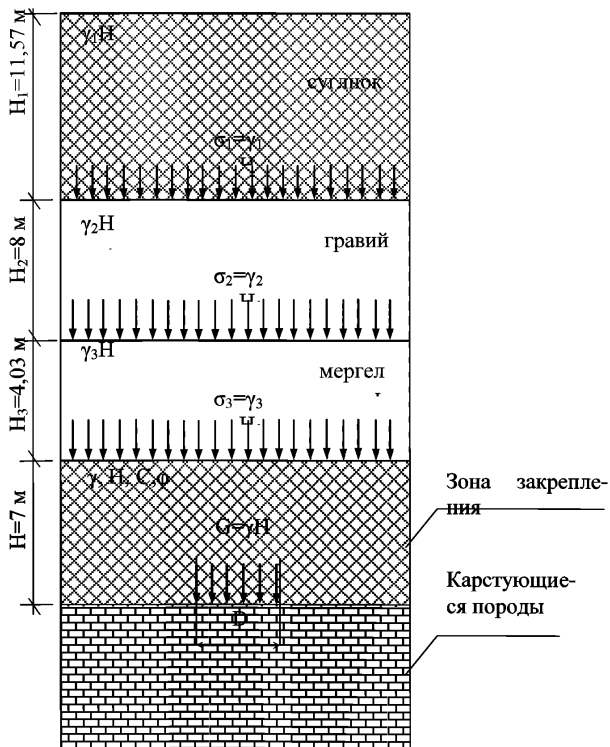 H₁=11,57 м
γ₁H
суглнок
σ₁=γ₁
H₂=8 м
γ₂H
гравий
σ₂=γ₂
H₃=4,03 м
γ₃H
мергел
σ₃=γ₃
H=7 м
γ, H, C,φ
G=γH
D
Зона закрепле-
ния
Карстующие-
ся породы